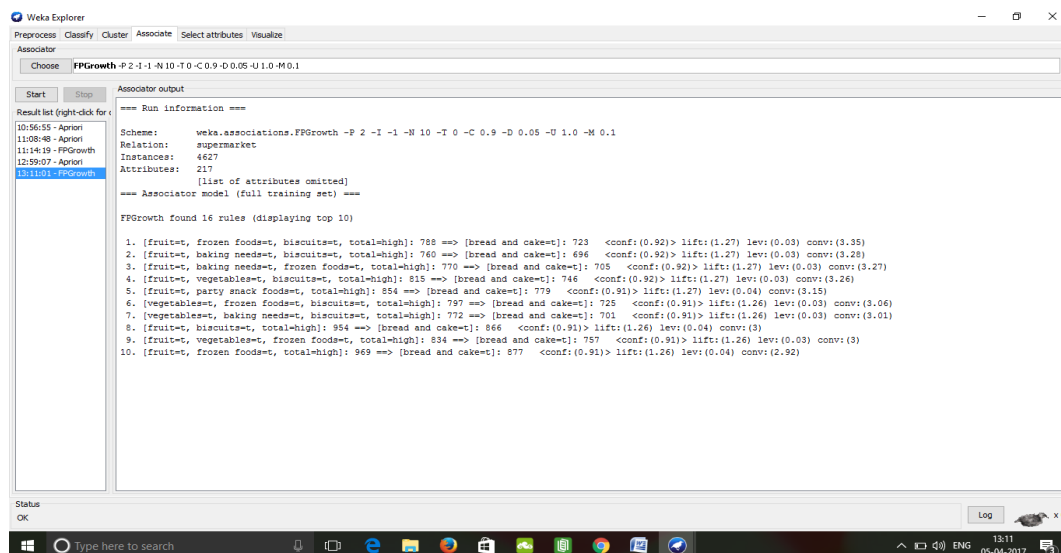 Weka Explorer
Preprocess Classify Cluster Associate Select attributes Visualize
Associator
Choose FPGrowth -P 2 -I -1 -N 10 -T 0 -C 0.9 -D 0.05 -U 1.0 -M 0.1
Start Stop
Result list (right-click for
10:56:55 - Apriori
11:08:48 - Apriori
11:14:19 - FPGrowth
12:59:07 - Apriori
13:11:01 - FPGrowth
Associator output
=== Run information ===
Scheme: weka.associations.FPGrowth -P 2 -I -1 -N 10 -T 0 -C 0.9 -D 0.05 -U 1.0 -M 0.1
Relation: supermarket
Instances: 4627
Attributes: 217
[list of attributes omitted]
=== Associator model (full training set) ===
FPGrowth found 16 rules (displaying top 10)
1. [fruit=t, frozen foods=t, biscuits=t, total=high]: 788 ==> [bread and cake=t]: 723 <conf:(0.92)> lift:(1.27) lev:(0.03) conv:(3.35)
2. [fruit=t, baking needs=t, biscuits=t, total=high]: 760 ==> [bread and cake=t]: 696 <conf:(0.92)> lift:(1.27) lev:(0.03) conv:(3.28)
3. [fruit=t, baking needs=t, frozen foods=t, total=high]: 770 ==> [bread and cake=t]: 705 <conf:(0.92)> lift:(1.27) lev:(0.03) conv:(3.27)
4. [fruit=t, vegetables=t, biscuits=t, total=high]: 815 ==> [bread and cake=t]: 746 <conf:(0.92)> lift:(1.27) lev:(0.03) conv:(3.26)
5. [fruit=t, party snack foods=t, total=high]: 854 ==> [bread and cake=t]: 779 <conf:(0.91)> lift:(1.27) lev:(0.04) conv:(3.15)
6. [vegetables=t, frozen foods=t, biscuits=t, total=high]: 797 ==> [bread and cake=t]: 725 <conf:(0.91)> lift:(1.26) lev:(0.03) conv:(3.06)
7. [vegetables=t, baking needs=t, biscuits=t, total=high]: 772 ==> [bread and cake=t]: 701 <conf:(0.91)> lift:(1.26) lev:(0.03) conv:(3.01)
8. [fruit=t, biscuits=t, total=high]: 954 ==> [bread and cake=t]: 866 <conf:(0.91)> lift:(1.26) lev:(0.04) conv:(3)
9. [fruit=t, vegetables=t, frozen foods=t, total=high]: 834 ==> [bread and cake=t]: 757 <conf:(0.91)> lift:(1.26) lev:(0.03) conv:(3)
10. [fruit=t, frozen foods=t, total=high]: 969 ==> [bread and cake=t]: 877 <conf:(0.91)> lift:(1.26) lev:(0.04) conv:(2.92)
Status
OK
Log
x 
Type here to search
ENG
13:11
05-04-2017